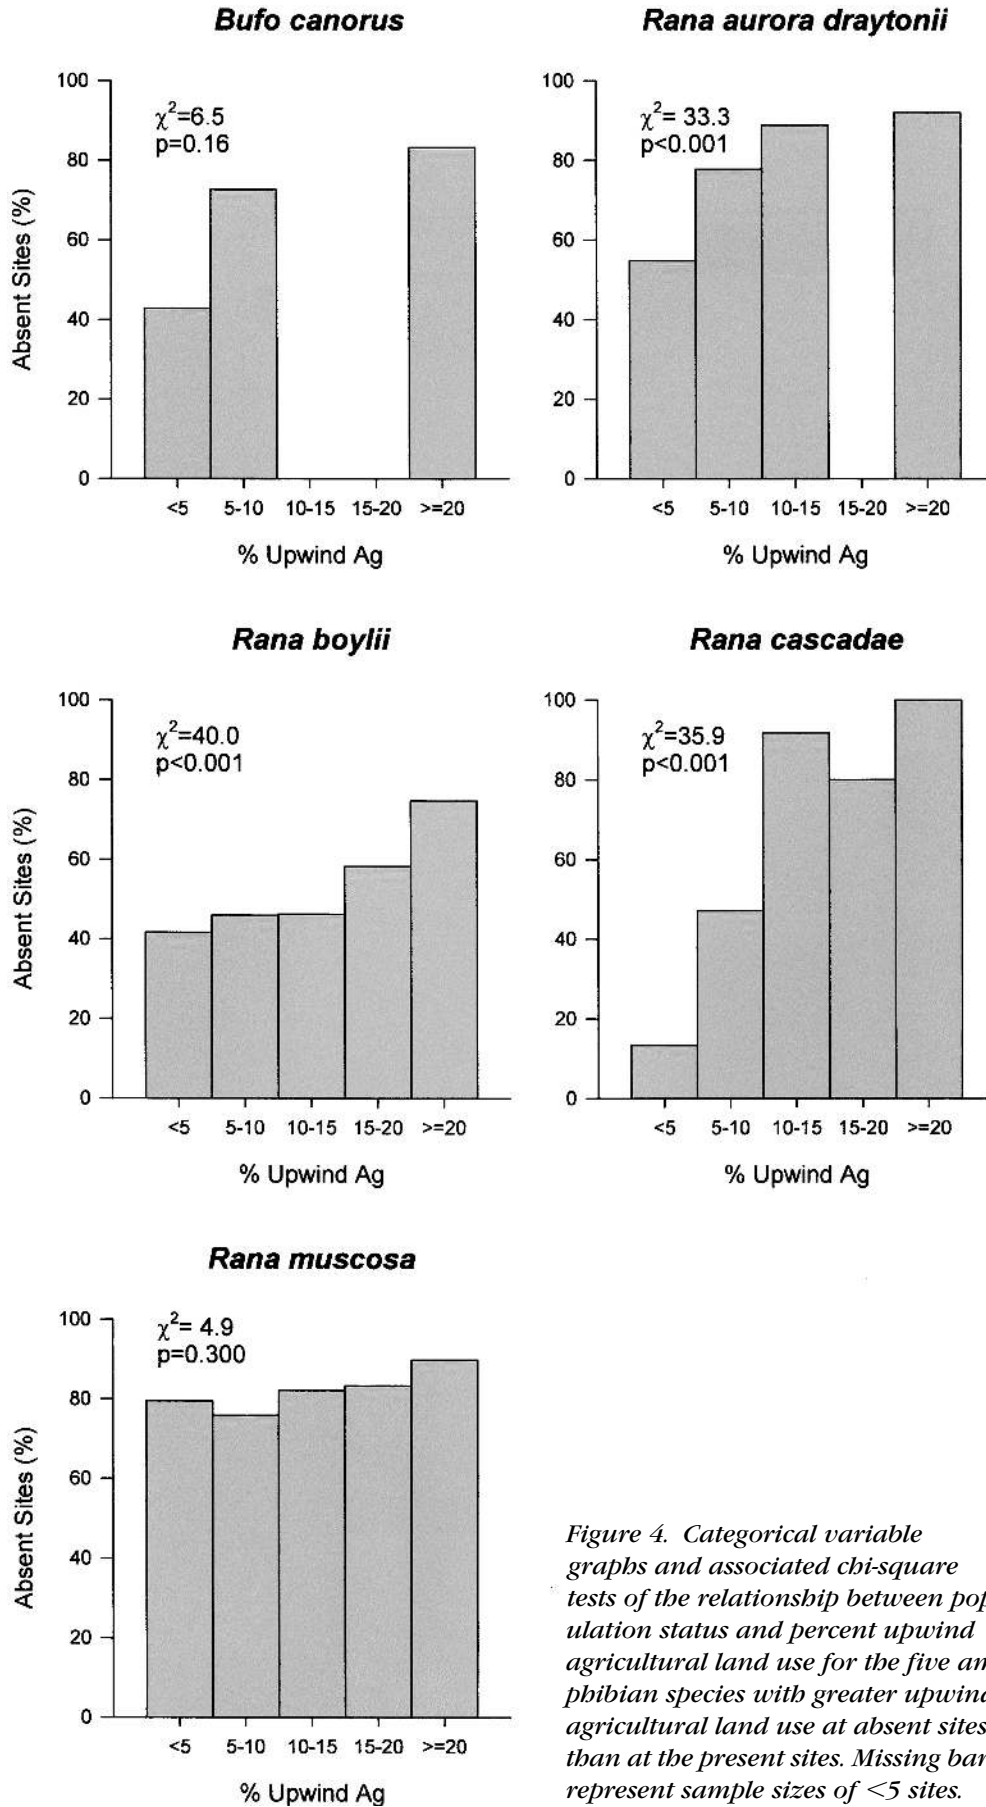 Bufo canorus
100
80
60
40
20
0
Absent Sites (%)
χ²=6.5
p=0.16
<5 5-10 10-15 15-20 >=20
% Upwind Ag
Rana aurora draytonii
100
80
60
40
20
0
χ²= 33.3
p<0.001
<5 5-10 10-15 15-20 >=20
% Upwind Ag
Rana boylii
100
80
60
40
20
0
Absent Sites (%)
χ²=40.0
p<0.001
<5 5-10 10-15 15-20 >=20
% Upwind Ag
Rana cascadae
100
80
60
40
20
0
χ²=35.9
p<0.001
<5 5-10 10-15 15-20 >=20
% Upwind Ag
Rana muscosa
100
80
60
40
20
0
Absent Sites (%)
χ²= 4.9
p=0.300
<5 5-10 10-15 15-20 >=20
% Upwind Ag
Figure 4. Categorical variable
graphs and associated chi-square
tests of the relationship between pop
ulation status and percent upwind
agricultural land use for the five am
phibian species with greater upwind
agricultural land use at absent sites
than at the present sites. Missing bar
represent sample sizes of <5 sites.